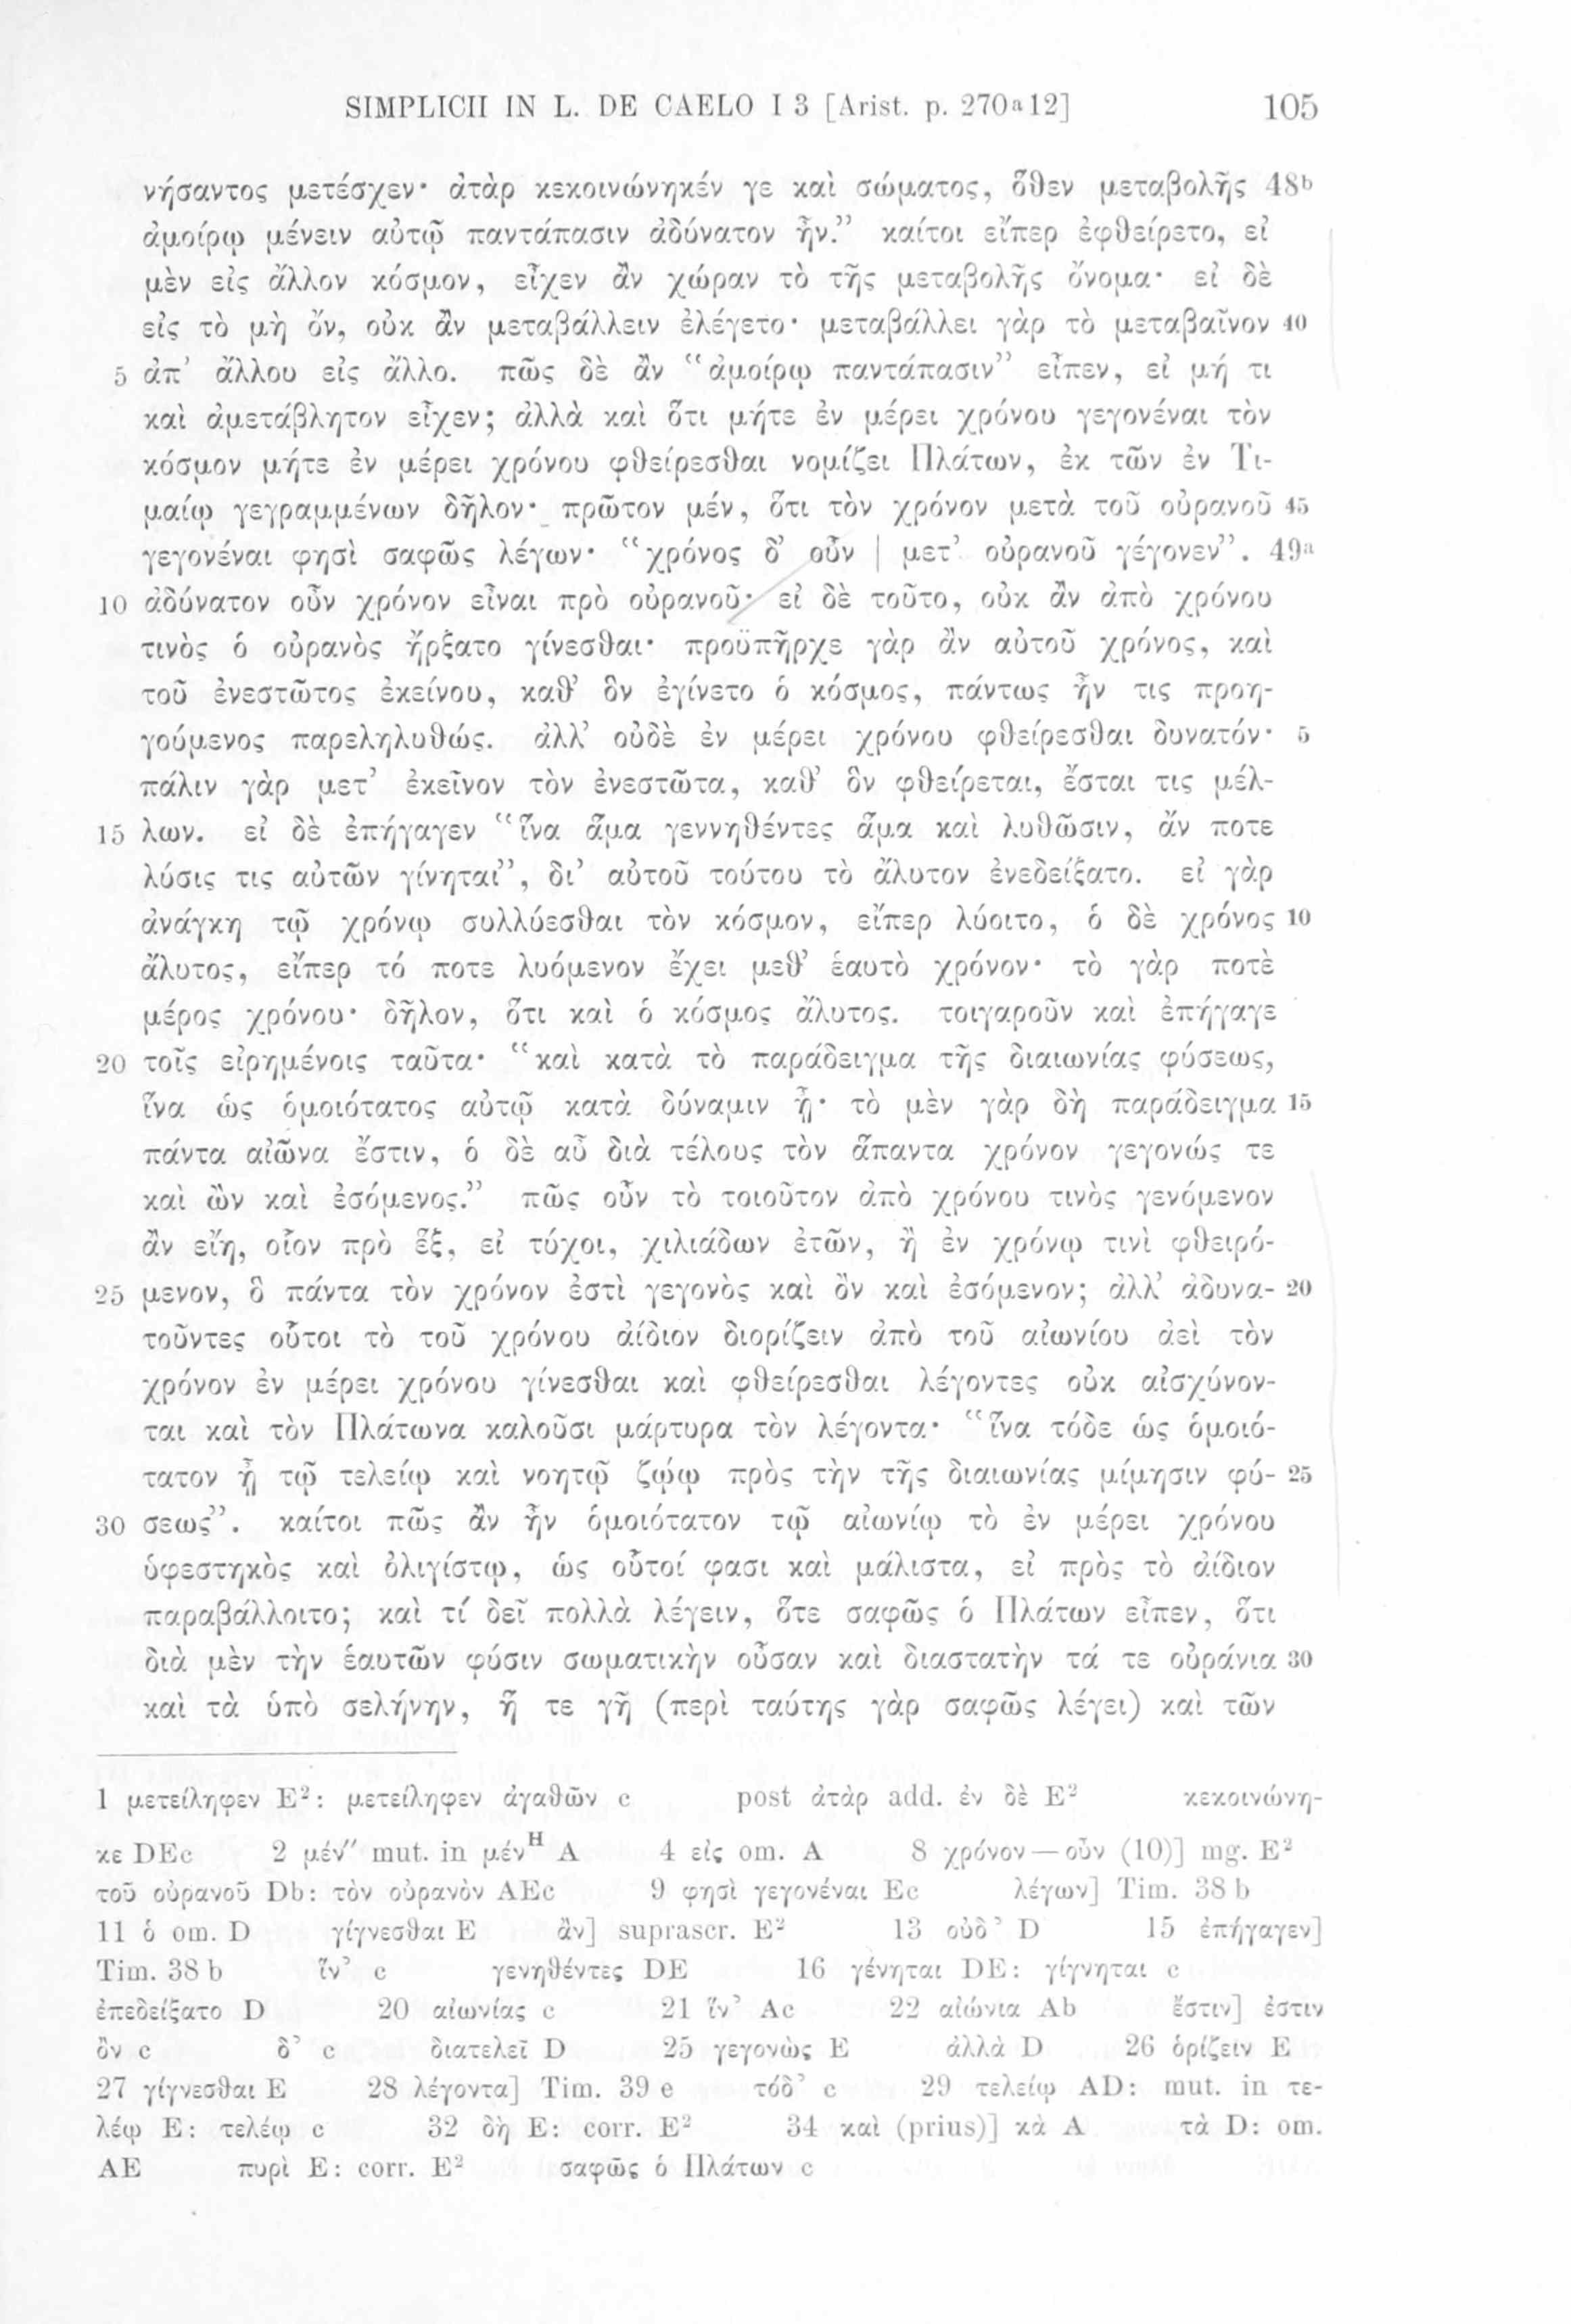 SIMPLICII IN L. DE CAELO I 3 [Arist. p. 270a12] 105
νήσαντος μετέσχεν· ἀτὰρ κεκοινώνηκέν γε καὶ σώματος, ὅθεν μεταβολῆς 48b
ἀμοίρῳ μένειν αὐτῷ παντάπασιν ἀδύνατον ἦν.” καίτοι εἴπερ ἐφθείρετο, εἰ
μὲν εἰς ἄλλον κόσμον, εἶχεν ἂν χώραν τὸ τῆς μεταβολῆς ὄνομα· εἰ δὲ
εἰς τὸ μὴ ὄν, οὐκ ἂν μεταβάλλειν ἐλέγετο· μεταβάλλει γὰρ τὸ μεταβαῖνον 40
5 ἀπ’ ἄλλου εἰς ἄλλο. πῶς δὲ ἂν “ἀμοίρῳ παντάπασιν” εἶπεν, εἰ μή τι
καὶ ἀμετάβλητον εἶχεν; ἀλλὰ καὶ ὅτι μήτε ἐν μέρει χρόνου γεγονέναι τὸν
κόσμον μήτε ἐν μέρει χρόνου φθείρεσθαι νομίζει Πλάτων, ἐκ τῶν ἐν Τι-
μαίῳ γεγραμμένων δῆλον· πρῶτον μέν, ὅτι τὸν χρόνον μετὰ τοῦ οὐρανοῦ 45
γεγονέναι φησὶ σαφῶς λέγων· “χρόνος δ’ οὖν | μετ’ οὐρανοῦ γέγονεν”. 49a
10 ἀδύνατον οὖν χρόνον εἶναι πρὸ οὐρανοῦ· εἰ δὲ τοῦτο, οὐκ ἂν ἀπὸ χρόνου
τινὸς ὁ οὐρανὸς ἤρξατο γίνεσθαι· προϋπῆρχε γὰρ ἂν αὐτοῦ χρόνος, καὶ
τοῦ ἐνεστῶτος ἐκείνου, καθ’ ὃν ἐγίνετο ὁ κόσμος, πάντως ἦν τις προη-
γούμενος παρεληλυθώς. ἀλλ’ οὐδὲ ἐν μέρει χρόνου φθείρεσθαι δυνατόν· 5
πάλιν γὰρ μετ’ ἐκεῖνον τὸν ἐνεστῶτα, καθ’ ὃν φθείρεται, ἔσται τις μέλ-
15 λων. εἰ δὲ ἐπήγαγεν “ἵνα ἅμα γεννηθέντες ἅμα καὶ λυθῶσιν, ἄν ποτε
λύσις τις αὐτῶν γίνηται”, δι’ αὐτοῦ τούτου τὸ ἄλυτον ἐνεδείξατο. εἰ γὰρ
ἀνάγκη τῷ χρόνῳ συλλύεσθαι τὸν κόσμον, εἴπερ λύοιτο, ὁ δὲ χρόνος 10
ἄλυτος, εἴπερ τό ποτε λυόμενον ἔχει μεθ’ ἑαυτὸ χρόνον· τὸ γὰρ ποτὲ
μέρος χρόνου· δῆλον, ὅτι καὶ ὁ κόσμος ἄλυτος. τοιγαροῦν καὶ ἐπήγαγε
20 τοῖς εἰρημένοις ταῦτα· “καὶ κατὰ τὸ παράδειγμα τῆς διαιωνίας φύσεως,
ἵνα ὡς ὁμοιότατος αὐτῷ κατὰ δύναμιν ᾖ· τὸ μὲν γὰρ δὴ παράδειγμα 15
πάντα αἰῶνα ἔστιν, ὁ δὲ αὖ διὰ τέλους τὸν ἅπαντα χρόνον γεγονώς τε
καὶ ὢν καὶ ἐσόμενος.” πῶς οὖν τὸ τοιοῦτον ἀπὸ χρόνου τινὸς γενόμενον
ἂν εἴη, οἷον πρὸ ἕξ, εἰ τύχοι, χιλιάδων ἐτῶν, ἢ ἐν χρόνῳ τινὶ φθειρό-
25 μενον, ὃ πάντα τὸν χρόνον ἐστὶ γεγονὸς καὶ ὂν καὶ ἐσόμενον; ἀλλ’ ἀδυνα- 20
τοῦντες οὗτοι τὸ τοῦ χρόνου ἀίδιον διορίζειν ἀπὸ τοῦ αἰωνίου ἀεὶ τὸν
χρόνον ἐν μέρει χρόνου γίνεσθαι καὶ φθείρεσθαι λέγοντες οὐκ αἰσχύνον-
ται καὶ τὸν Πλάτωνα καλοῦσι μάρτυρα τὸν λέγοντα· “ἵνα τόδε ὡς ὁμοιό-
τατον ᾖ τῷ τελείῳ καὶ νοητῷ ζῴῳ πρὸς τὴν τῆς διαιωνίας μίμησιν φύ- 25
30 σεως”. καίτοι πῶς ἂν ἦν ὁμοιότατον τῷ αἰωνίῳ τὸ ἐν μέρει χρόνου
ὑφεστηκὸς καὶ ὀλιγίστῳ, ὡς οὗτοί φασι καὶ μάλιστα, εἰ πρὸς τὸ ἀίδιον
παραβάλλοιτο; καὶ τί δεῖ πολλὰ λέγειν, ὅτε σαφῶς ὁ Πλάτων εἶπεν, ὅτι
διὰ μὲν τὴν ἑαυτῶν φύσιν σωματικὴν οὖσαν καὶ διαστατὴν τά τε οὐράνια 30
καὶ τὰ ὑπὸ σελήνην, ἥ τε γῆ (περὶ ταύτης γὰρ σαφῶς λέγει) καὶ τῶν
1 μετείληφεν E²: μετείληφεν ἀγαθῶν c post ἀτὰρ add. ἐν δὲ E² κεκοινώνη-
κε DEc 2 μέν″ mut. in μένᴴ A 4 εἰς om. A 8 χρόνον — οὖν (10)] mg. E²
τοῦ οὐρανοῦ Db: τὸν οὐρανὸν AEc 9 φησὶ γεγονέναι Ec λέγων] Tim. 38 b
11 ὁ om. D γίγνεσθαι E ἂν] suprascr. E² 13 οὐδ’ D 15 ἐπήγαγεν]
Tim. 38 b ἵν’ c γενηθέντες DE 16 γένηται DE: γίγνηται c
ἐπεδείξατο D 20 αἰωνίας c 21 ἵν’ Ac 22 αἰώνια Ab ἔστιν] ἐστιν
ὂν c δ’ c διατελεῖ D 25 γεγονὼς E ἀλλὰ D 26 ὁρίζειν E
27 γίγνεσθαι E 28 λέγοντα] Tim. 39 e τόδ’ c 29 τελείῳ AD: mut. in τε-
λέῳ E: τελέῳ c 32 δὴ E: corr. E² 34 καὶ (prius)] κὰ A τὰ D: om.
AE πυρὶ E: corr. E² σαφῶς ὁ Πλάτων c